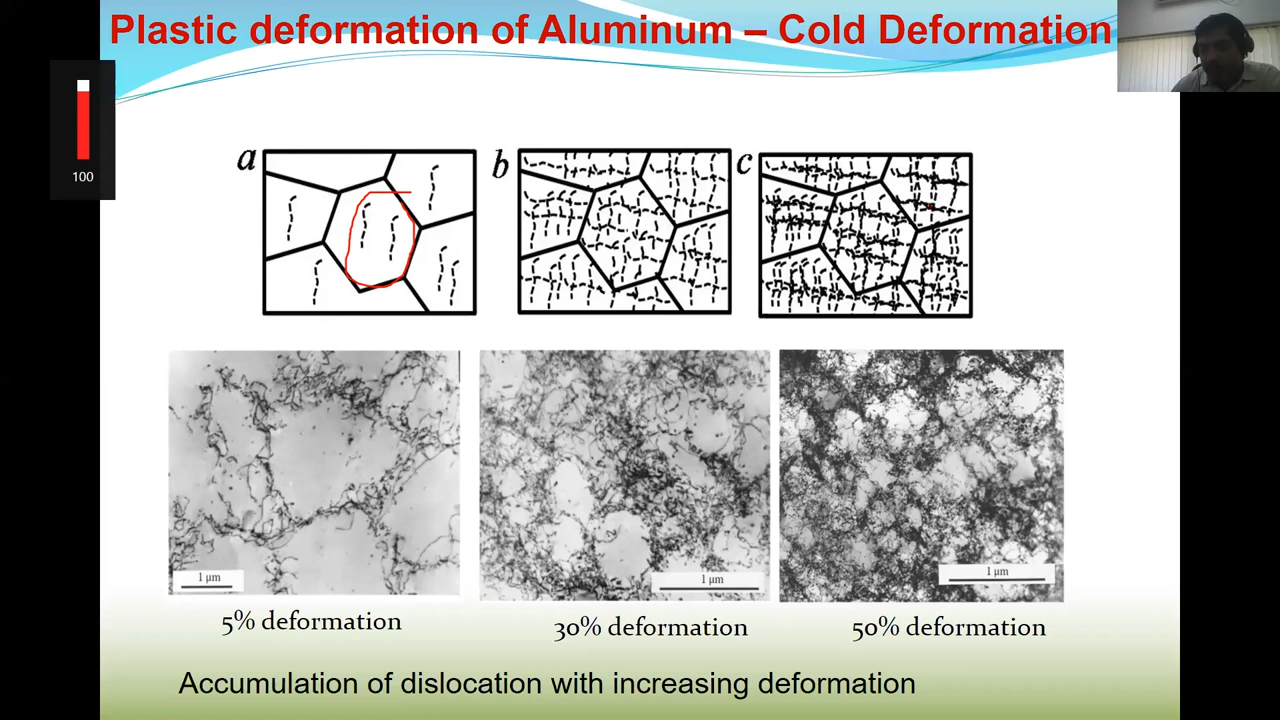 Plastic deformation of Aluminum – Cold Deformation
100
a
b
c
1 µm
1 µm
1 µm
5% deformation
30% deformation
50% deformation
Accumulation of dislocation with increasing deformation